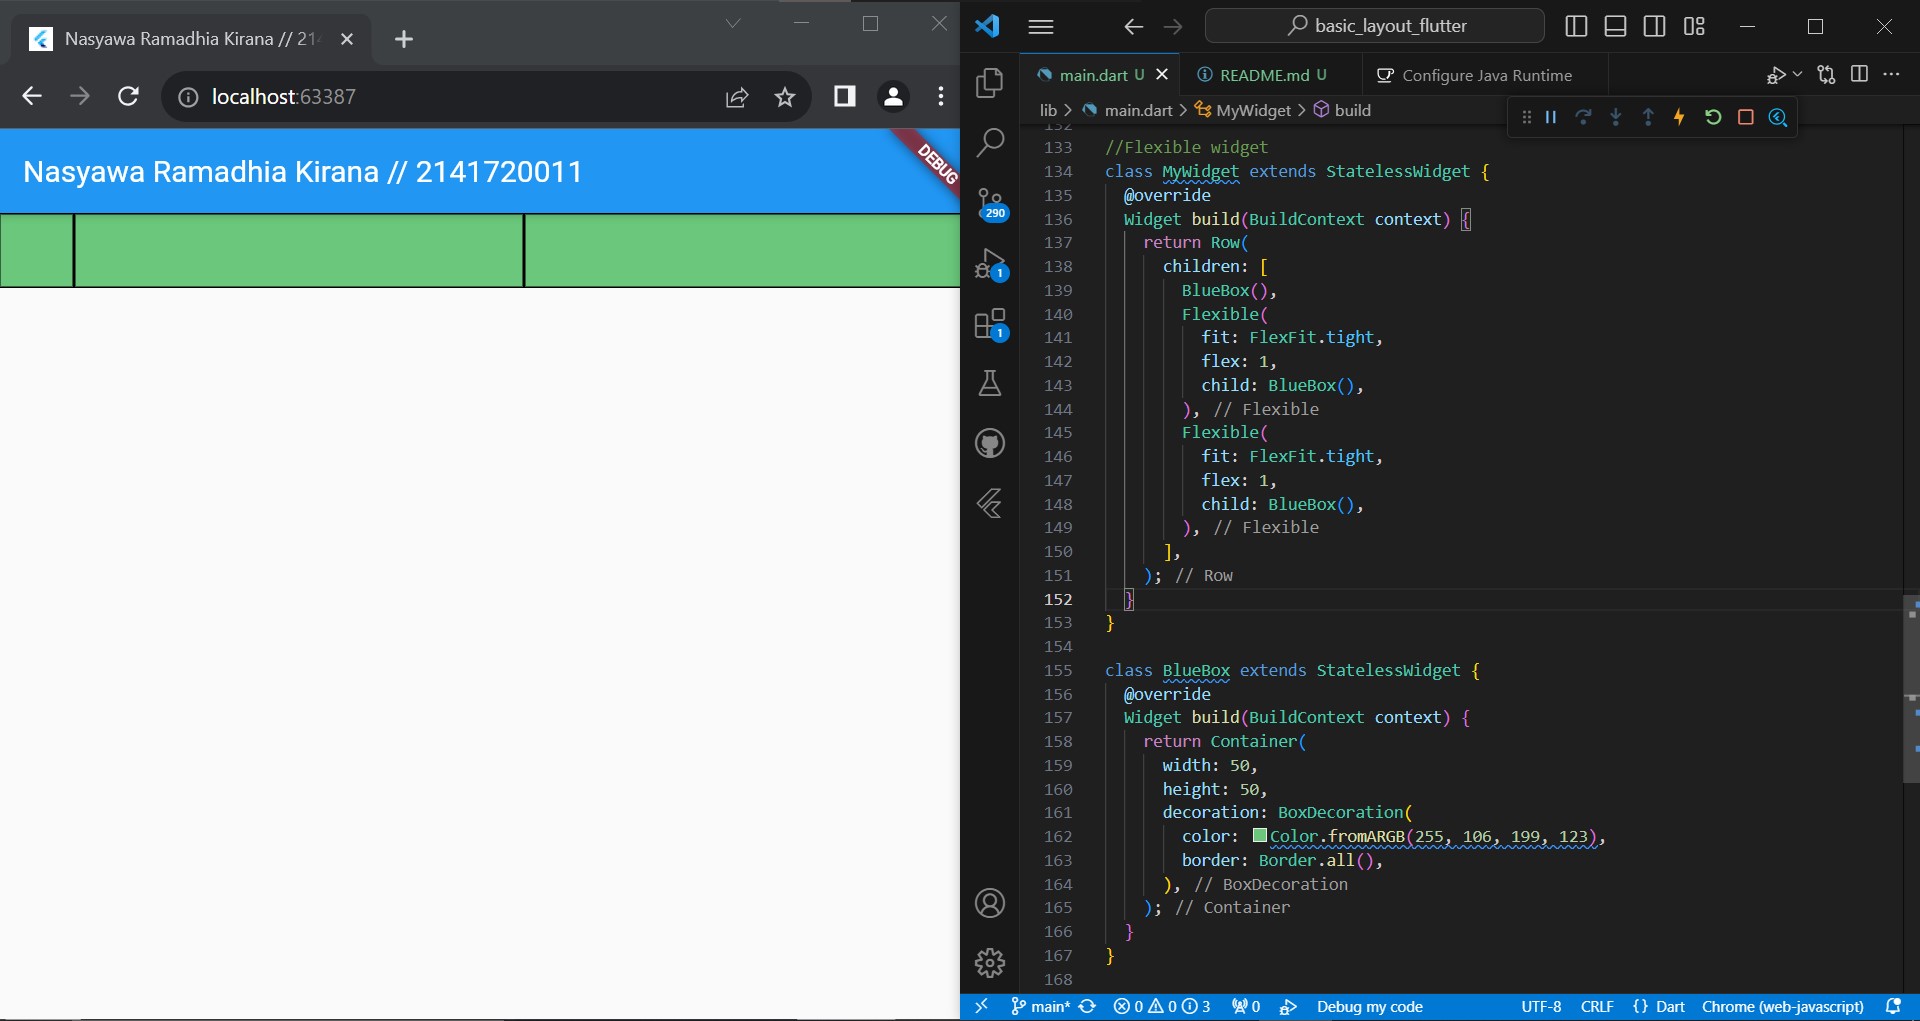 Nasyawa Ramadhia Kirana // 21
localhost:63387
Nasyawa Ramadhia Kirana // 2141720011
DEBUG
basic_layout_flutter
main.dart U
README.md U
Configure Java Runtime
lib > main.dart > MyWidget > build
290
1
1
132
133 //Flexible widget
134 class MyWidget extends StatelessWidget {
135 @override
136 Widget build(BuildContext context) {
137 return Row(
138 children: [
139 BlueBox(),
140 Flexible(
141 fit: FlexFit.tight,
142 flex: 1,
143 child: BlueBox(),
144 ), // Flexible
145 Flexible(
146 fit: FlexFit.tight,
147 flex: 1,
148 child: BlueBox(),
149 ), // Flexible
150 ],
151 ); // Row
152 }
153 }
154
155 class BlueBox extends StatelessWidget {
156 @override
157 Widget build(BuildContext context) {
158 return Container(
159 width: 50,
160 height: 50,
161 decoration: BoxDecoration(
162 color: Color.fromARGB(255, 106, 199, 123),
163 border: Border.all(),
164 ), // BoxDecoration
165 ); // Container
166 }
167 }
168
main* 0 0 3 0 Debug my code UTF-8 CRLF {} Dart Chrome (web-javascript)